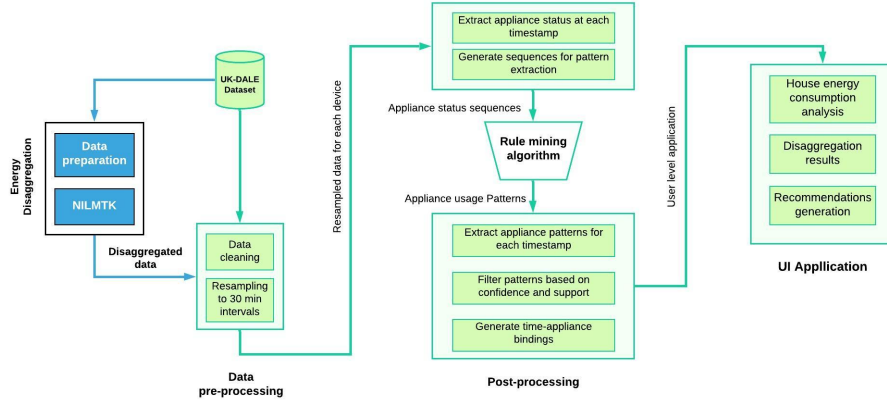 UK-DALE
Dataset
Energy
Disaggregation
Data
preparation
NILMTK
Disaggregated
data
Data
cleaning
Resampling
to 30 min
intervals
Data
pre-processing
Resampled data for each device
Extract appliance status at each
timestamp
Generate sequences for pattern
extraction
Appliance status sequences
Rule mining
algorithm
Appliance usage Patterns
Extract appliance patterns for
each timestamp
Filter patterns based on
confidence and support
Generate time-appliance
bindings
Post-processing
User level application
House energy
consumption
analysis
Disaggregation
results
Recommendations
generation
UI Appllication